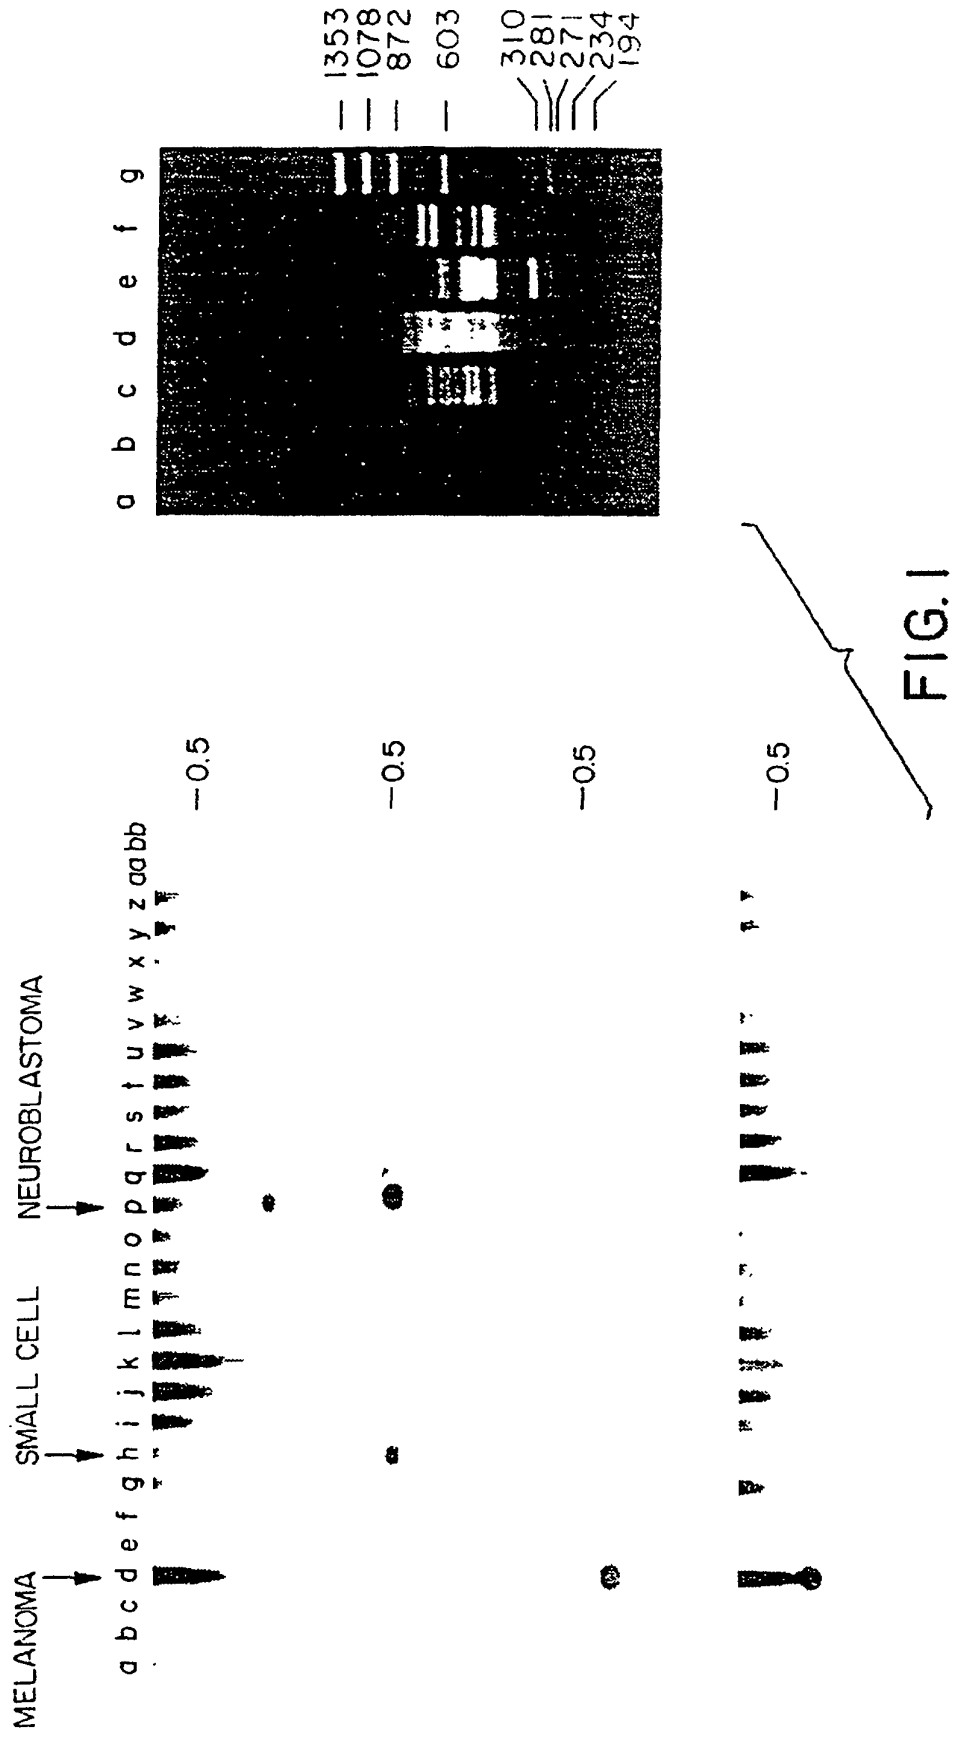 MELANOMA
SMALL CELL
NEUROBLASTOMA
a b c d e f g h i j k l m n o p q r s t u v w x y z aa bb
—0.5
—0.5
—0.5
—0.5
a b c d e f g
1353
1078
872
603
310
281
271
234
194
FIG. 1